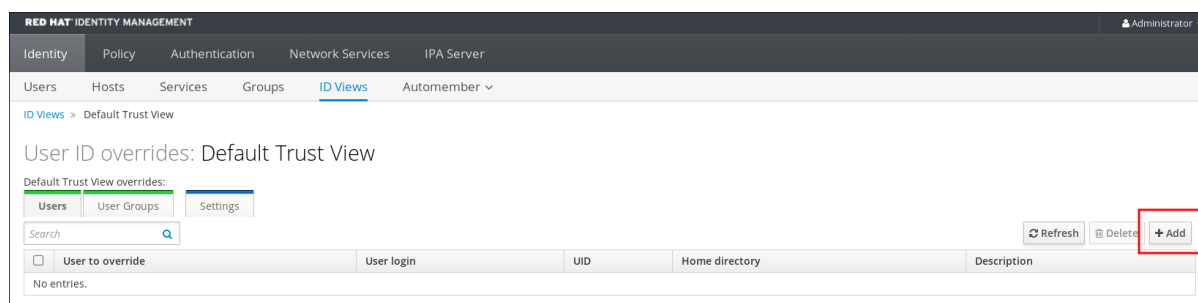 RED HAT® IDENTITY MANAGEMENT Administrator
Identity Policy Authentication Network Services IPA Server
Users Hosts Services Groups ID Views Automember
ID Views » Default Trust View
User ID overrides: Default Trust View
Default Trust View overrides:
Users User Groups Settings
Search Refresh Delete + Add
User to override User login UID Home directory Description
No entries.